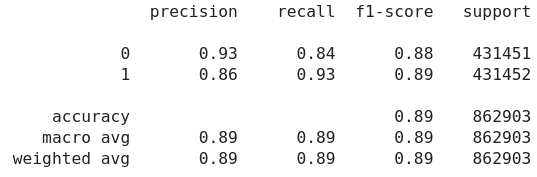 precision recall f1-score support
0 0.93 0.84 0.88 431451
1 0.86 0.93 0.89 431452
accuracy 0.89 862903
macro avg 0.89 0.89 0.89 862903
weighted avg 0.89 0.89 0.89 862903